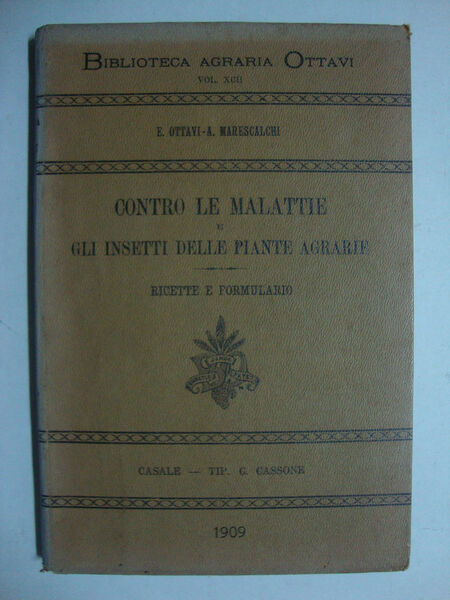 BIBLIOTECA AGRARIA OTTAVI
VOL. XCII
E. OTTAVI-A. MARESCALCHI
CONTRO LE MALATTIE
E
GLI INSETTI DELLE PIANTE AGRARIE
RICETTE E FORMULARIO
CASALE — TIP. C. CASSONE
1909